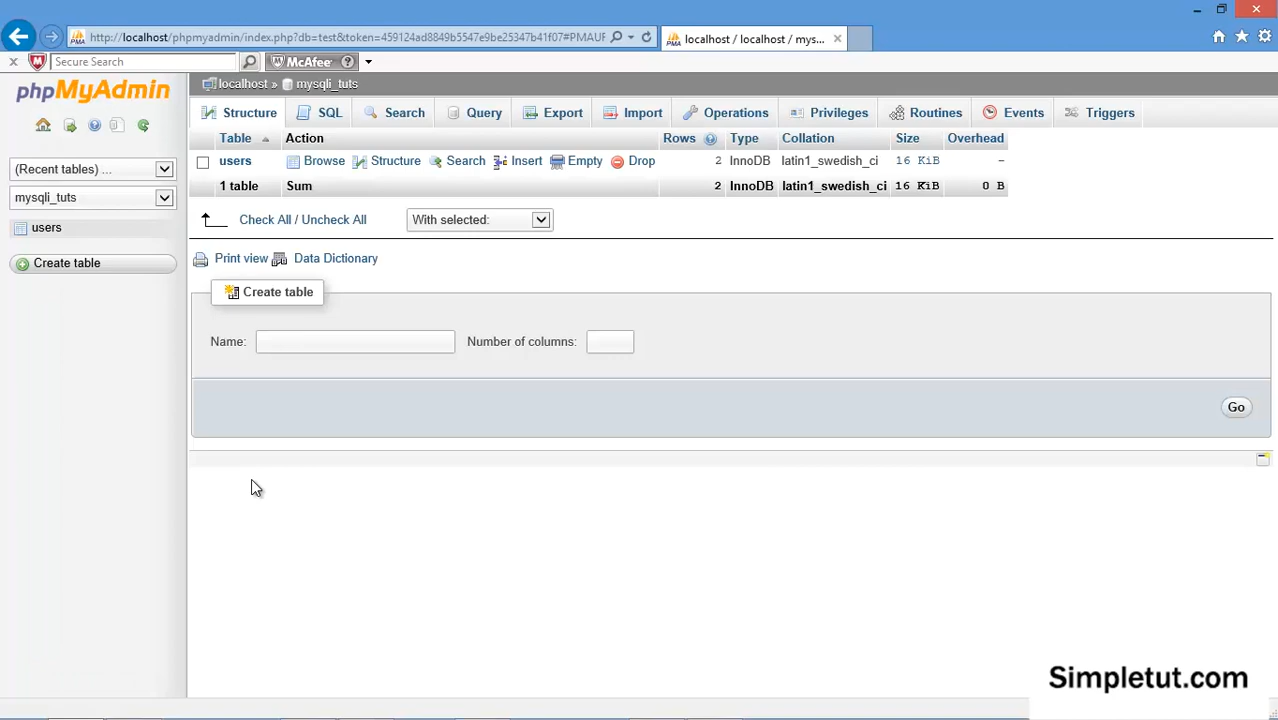 http://localhost/phpmyadmin/index.php?db=test&token=459124ad8849b5547e9be25347b41f07#PMAUF
localhost / localhost / mys...
Secure Search
McAfee
phpMyAdmin
localhost » mysqli_tuts
Structure SQL Search Query Export Import Operations Privileges Routines Events Triggers
(Recent tables) ...
mysqli_tuts
users
Create table
Table Action Rows Type Collation Size Overhead
users Browse Structure Search Insert Empty Drop 2 InnoDB latin1_swedish_ci 16 KiB –
1 table Sum 2 InnoDB latin1_swedish_ci 16 KiB 0 B
Check All / Uncheck All With selected:
Print view Data Dictionary
Create table
Name: Number of columns:
Go
Simpletut.com